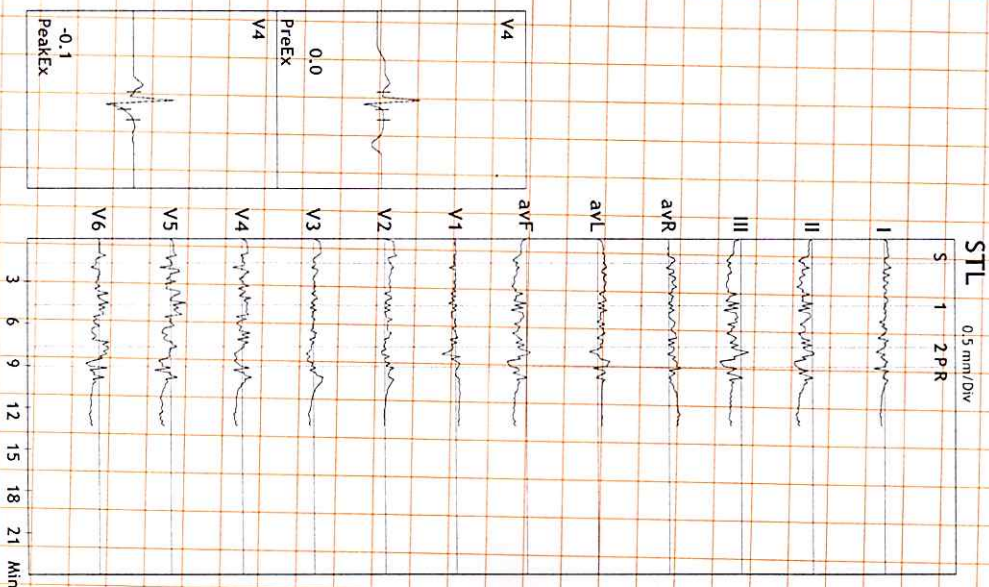 STL 0.5 mm/Div
S 1 2 P R
I
II
III
avR
avL
avF
V1
V2
V3
V4
V5
V6
3 6 9 12 15 18 21 Min
V4
0.0
PreEx
V4
-0.1
PeakEx